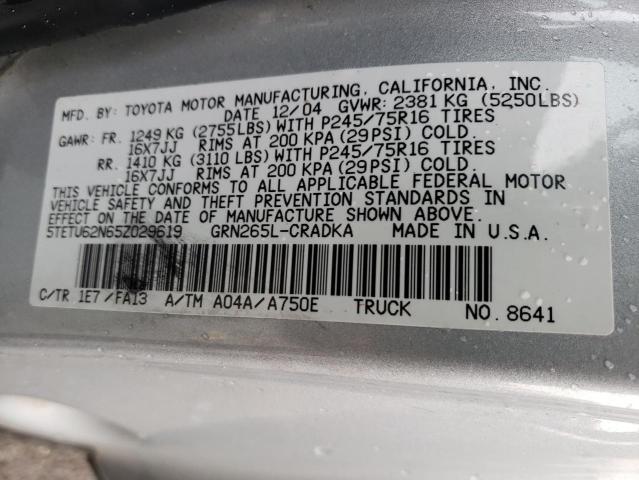 MFD. BY: TOYOTA MOTOR MANUFACTURING, CALIFORNIA, INC.
DATE 12/04 GVWR: 2381 KG (5250LBS)
GAWR: FR. 1249 KG (2755LBS) WITH P245/75R16 TIRES
16X7JJ RIMS AT 200 KPA (29PSI) COLD.
RR. 1410 KG (3110 LBS) WITH P245/75R16 TIRES
16X7JJ RIMS AT 200 KPA (29 PSI) COLD.
THIS VEHICLE CONFORMS TO ALL APPLICABLE FEDERAL MOTOR
VEHICLE SAFETY AND THEFT PREVENTION STANDARDS IN
EFFECT ON THE DATE OF MANUFACTURE SHOWN ABOVE.
5TETU62N65Z029619 GRN265L-CRADKA MADE IN U.S.A.
C/TR 1E7 /FA13 A/TM A04A/A750E TRUCK NO. 8641